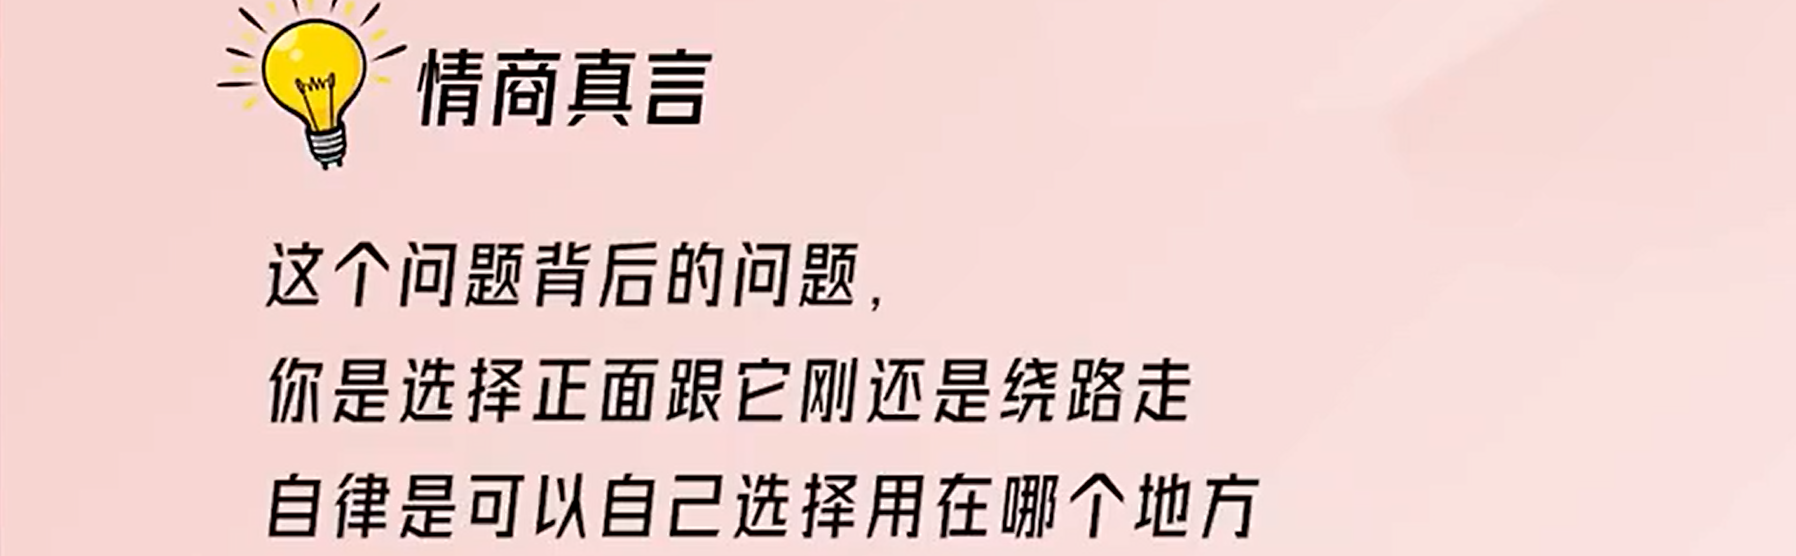 情商真言
这个问题背后的问题，
你是选择正面跟它刚还是绕路走
自律是可以自己选择用在哪个地方